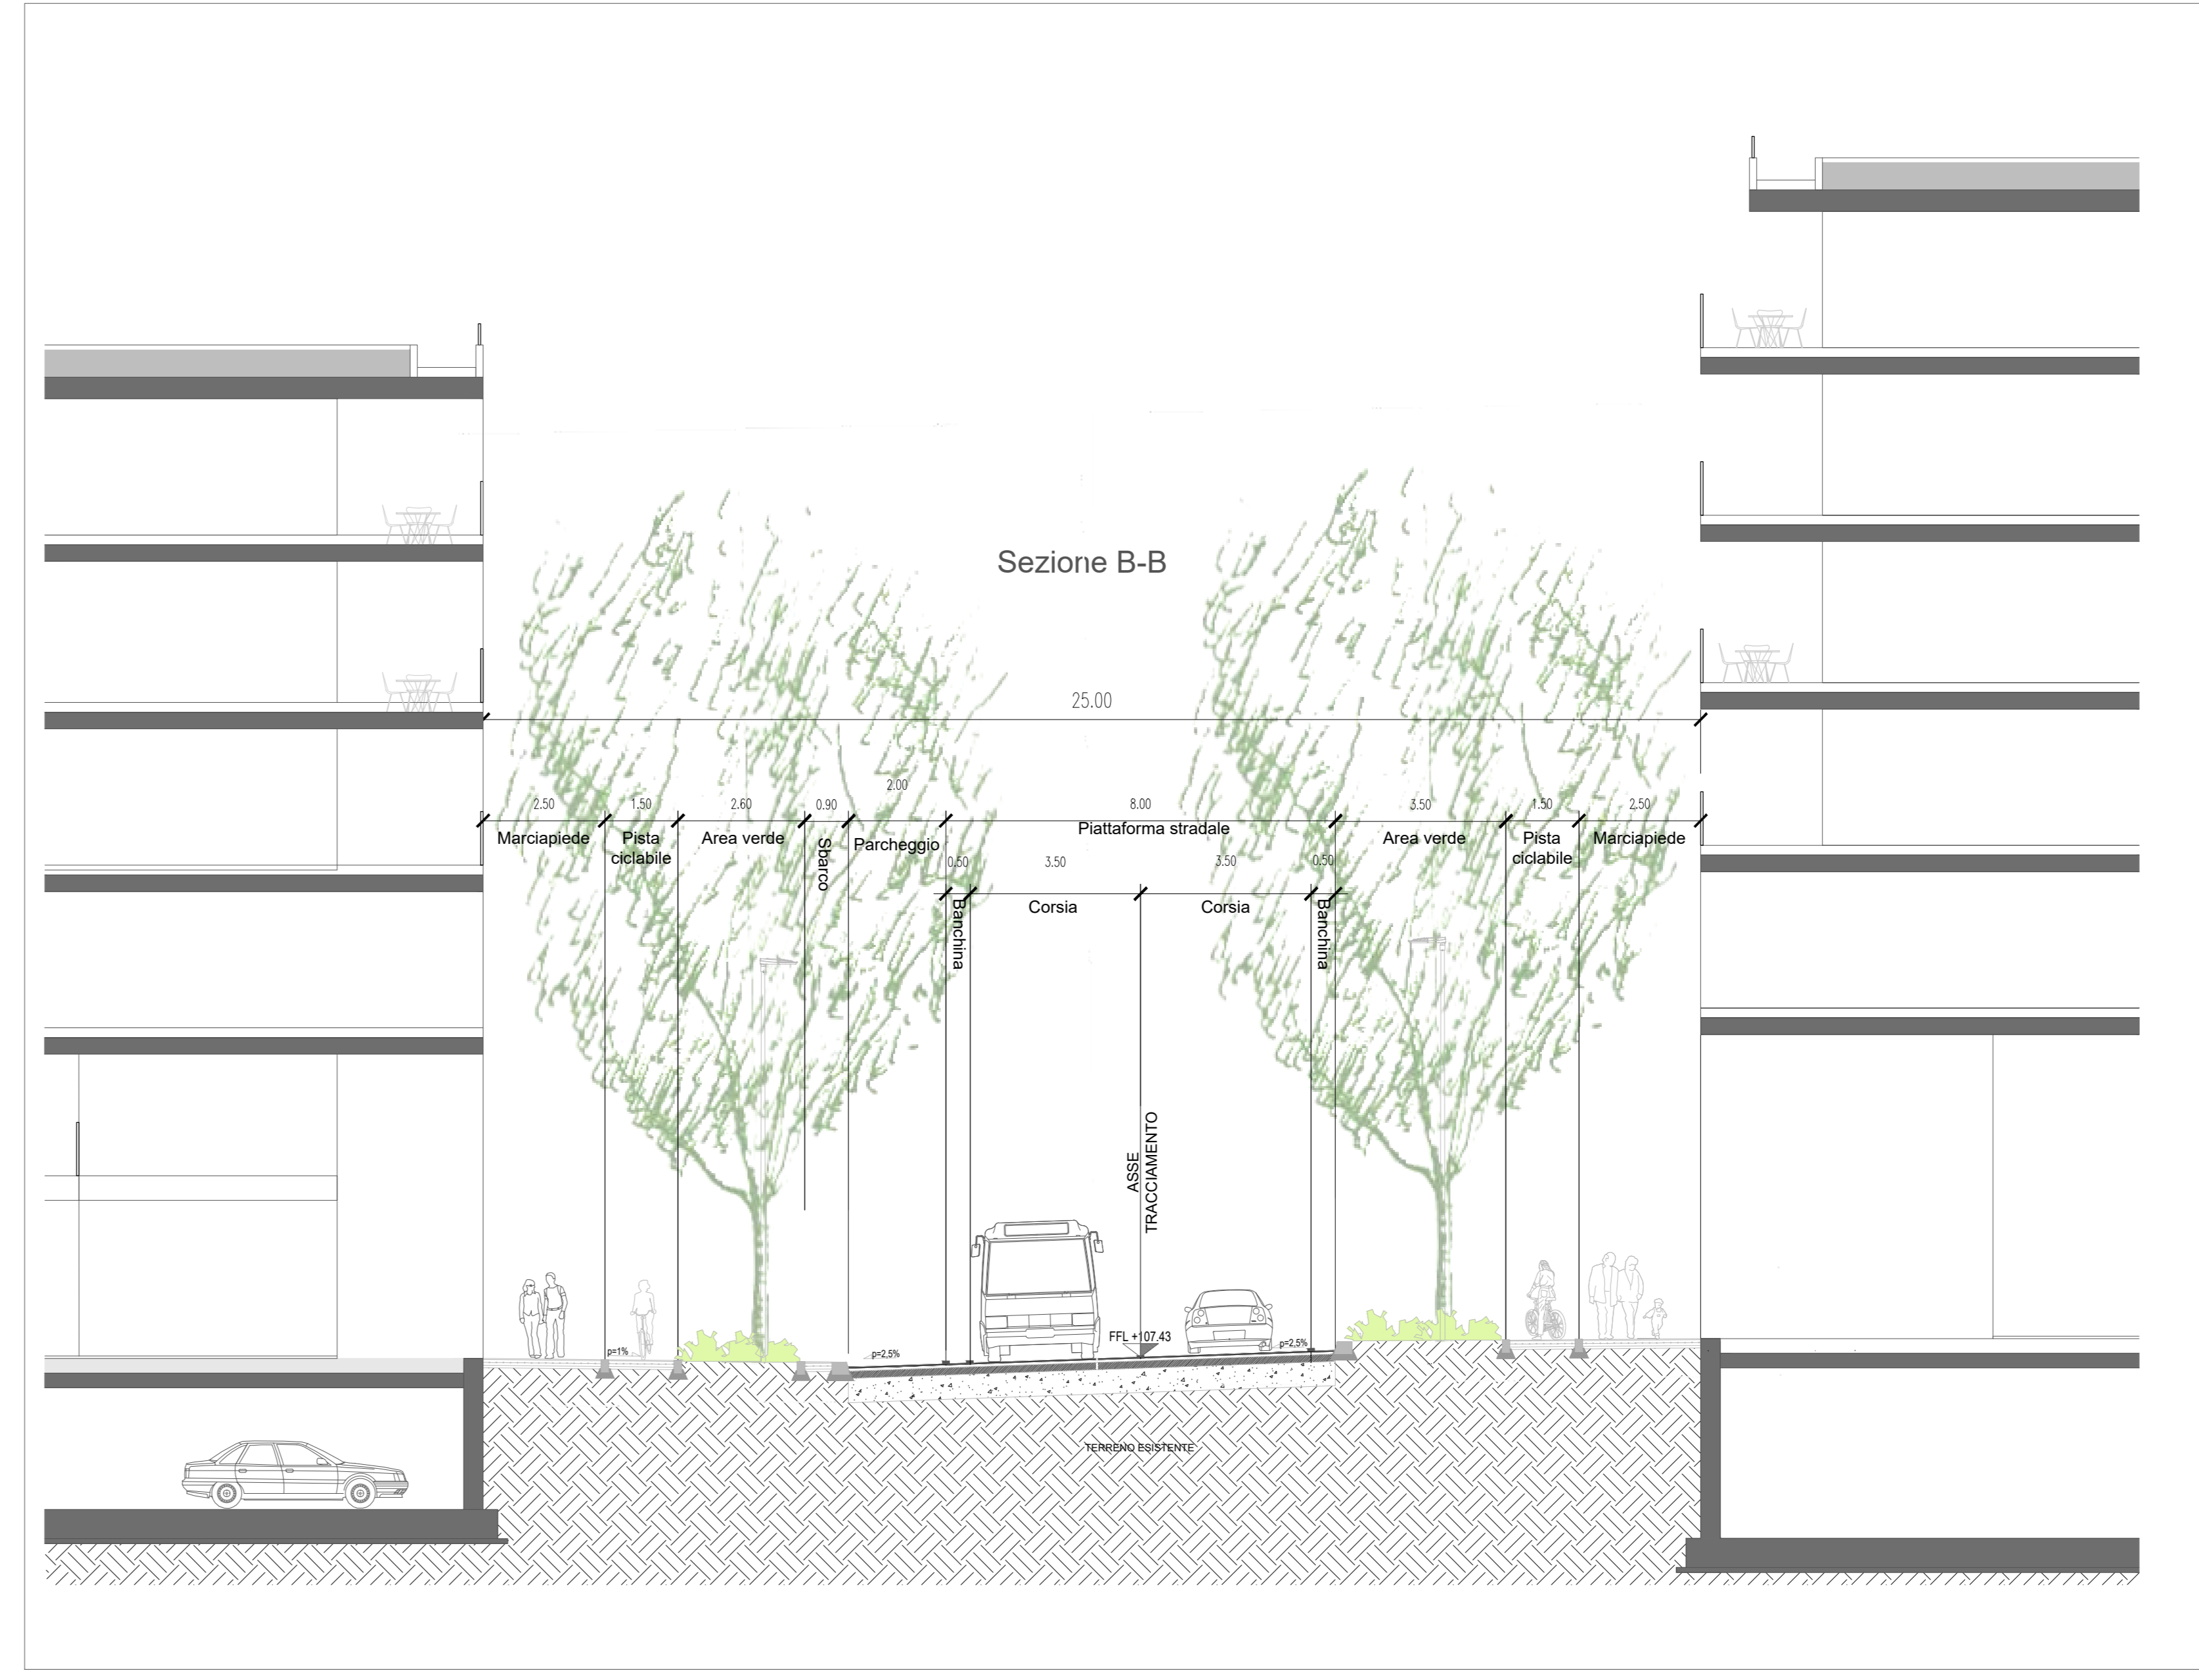 Sezione B-B
25.00
2.50
1.50
2.60
0.90
2.00
8.00
3.50
1.50
2.50
Marciapiede
Pista
ciclabile
Area verde
Sbarco
Parcheggio
Piattaforma stradale
Area verde
Pista
ciclabile
Marciapiede
0.50
3.50
3.50
0.50
Banchina
Corsia
Corsia
Banchina
ASSE
TRACCIAMENTO
FFL +107.43
p=1%
p=2,5%
p=2,5%
TERRENO ESISTENTE